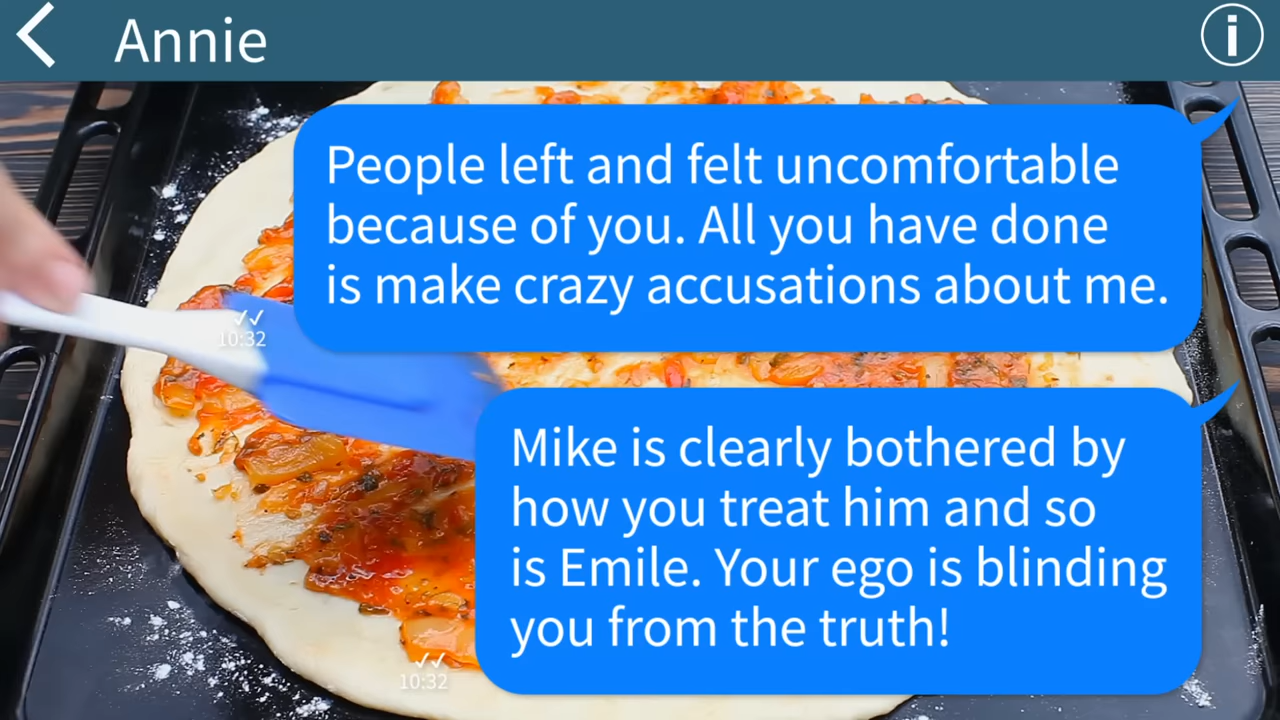 Annie
People left and felt uncomfortable
because of you. All you have done
is make crazy accusations about me.
10:32
Mike is clearly bothered by
how you treat him and so
is Emile. Your ego is blinding
you from the truth!
10:32